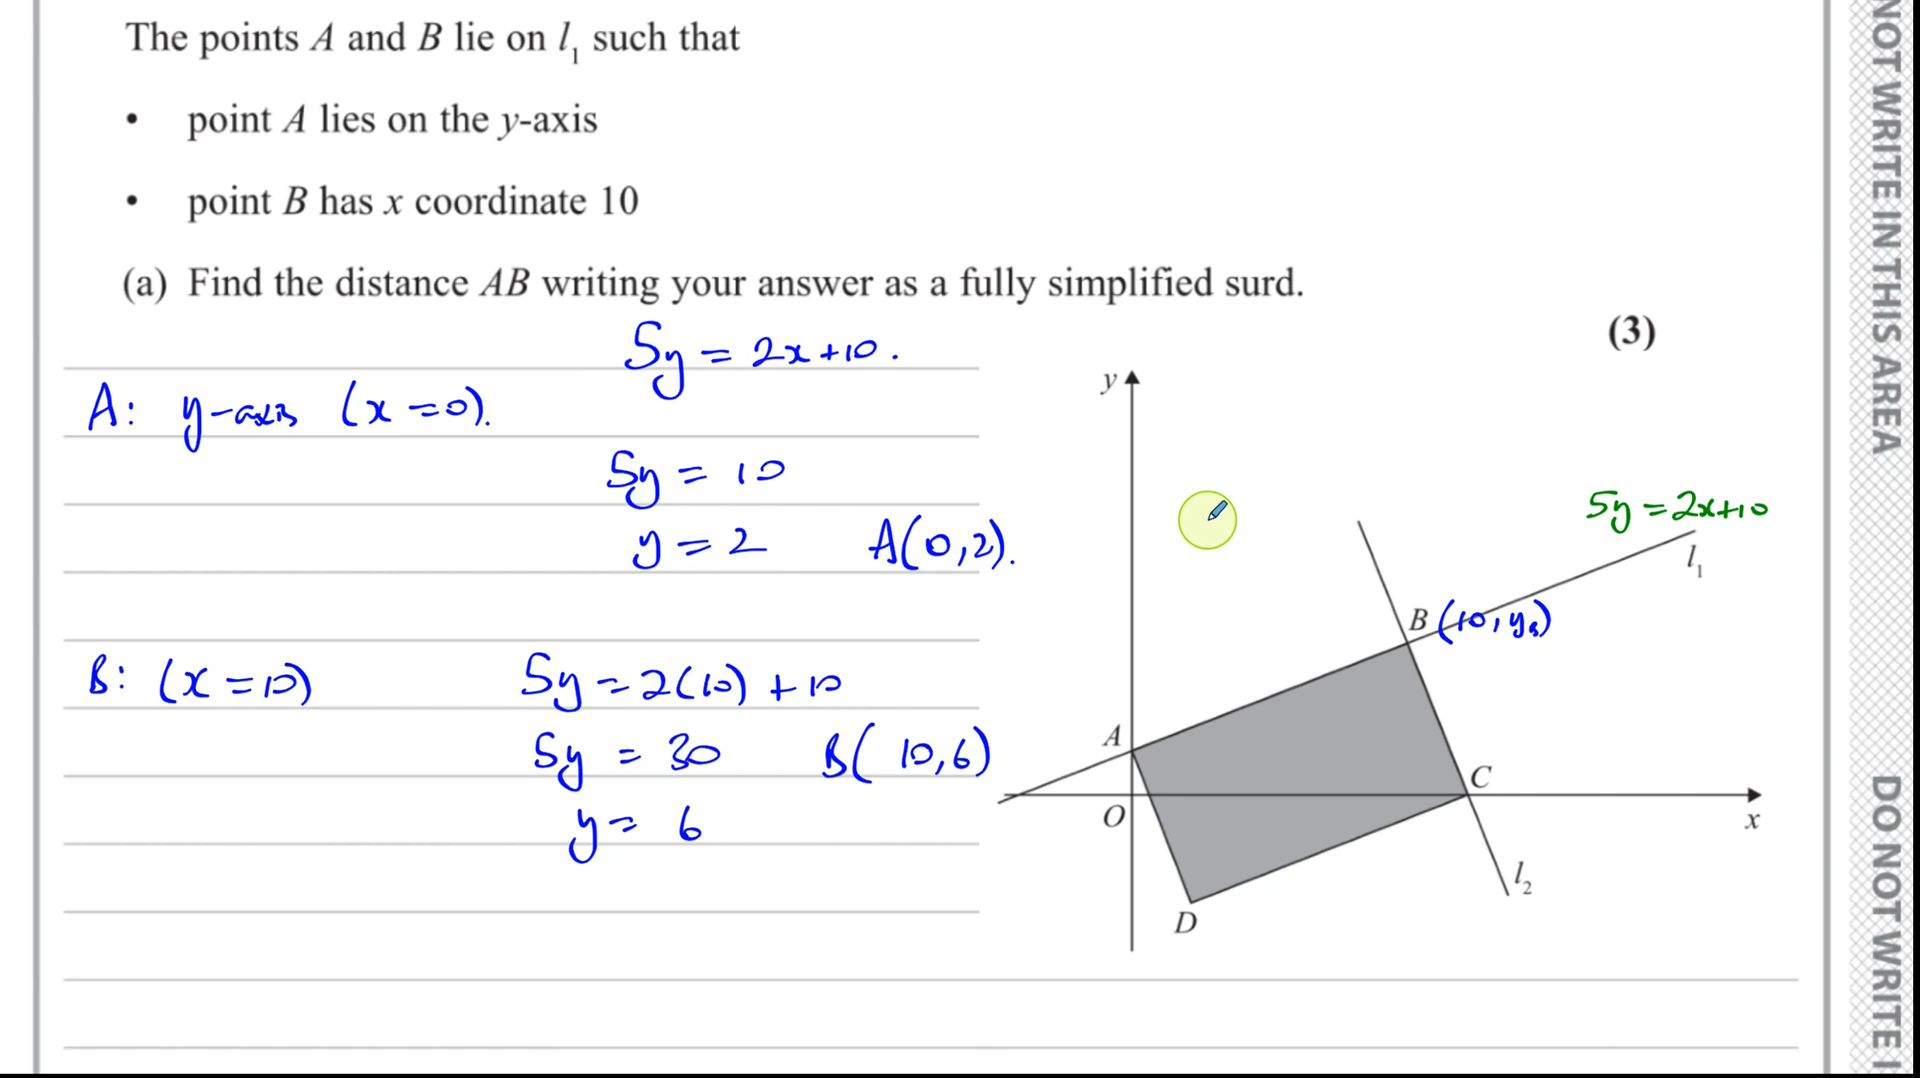 The points A and B lie on l₁ such that
• point A lies on the y-axis
• point B has x coordinate 10
(a) Find the distance AB writing your answer as a fully simplified surd.
(3)
5y = 2x+10.
A: y-axis (x=0).
5y = 10
y = 2 A(0,2).
B: (x=10) 5y = 2(10) + 10
5y = 30 B( 10,6)
y = 6
y
5y = 2x+10
l₁
B (10, y_B)
A
C
O
x
l₂
D
NOT WRITE IN THIS AREA
DO NOT WRITE I